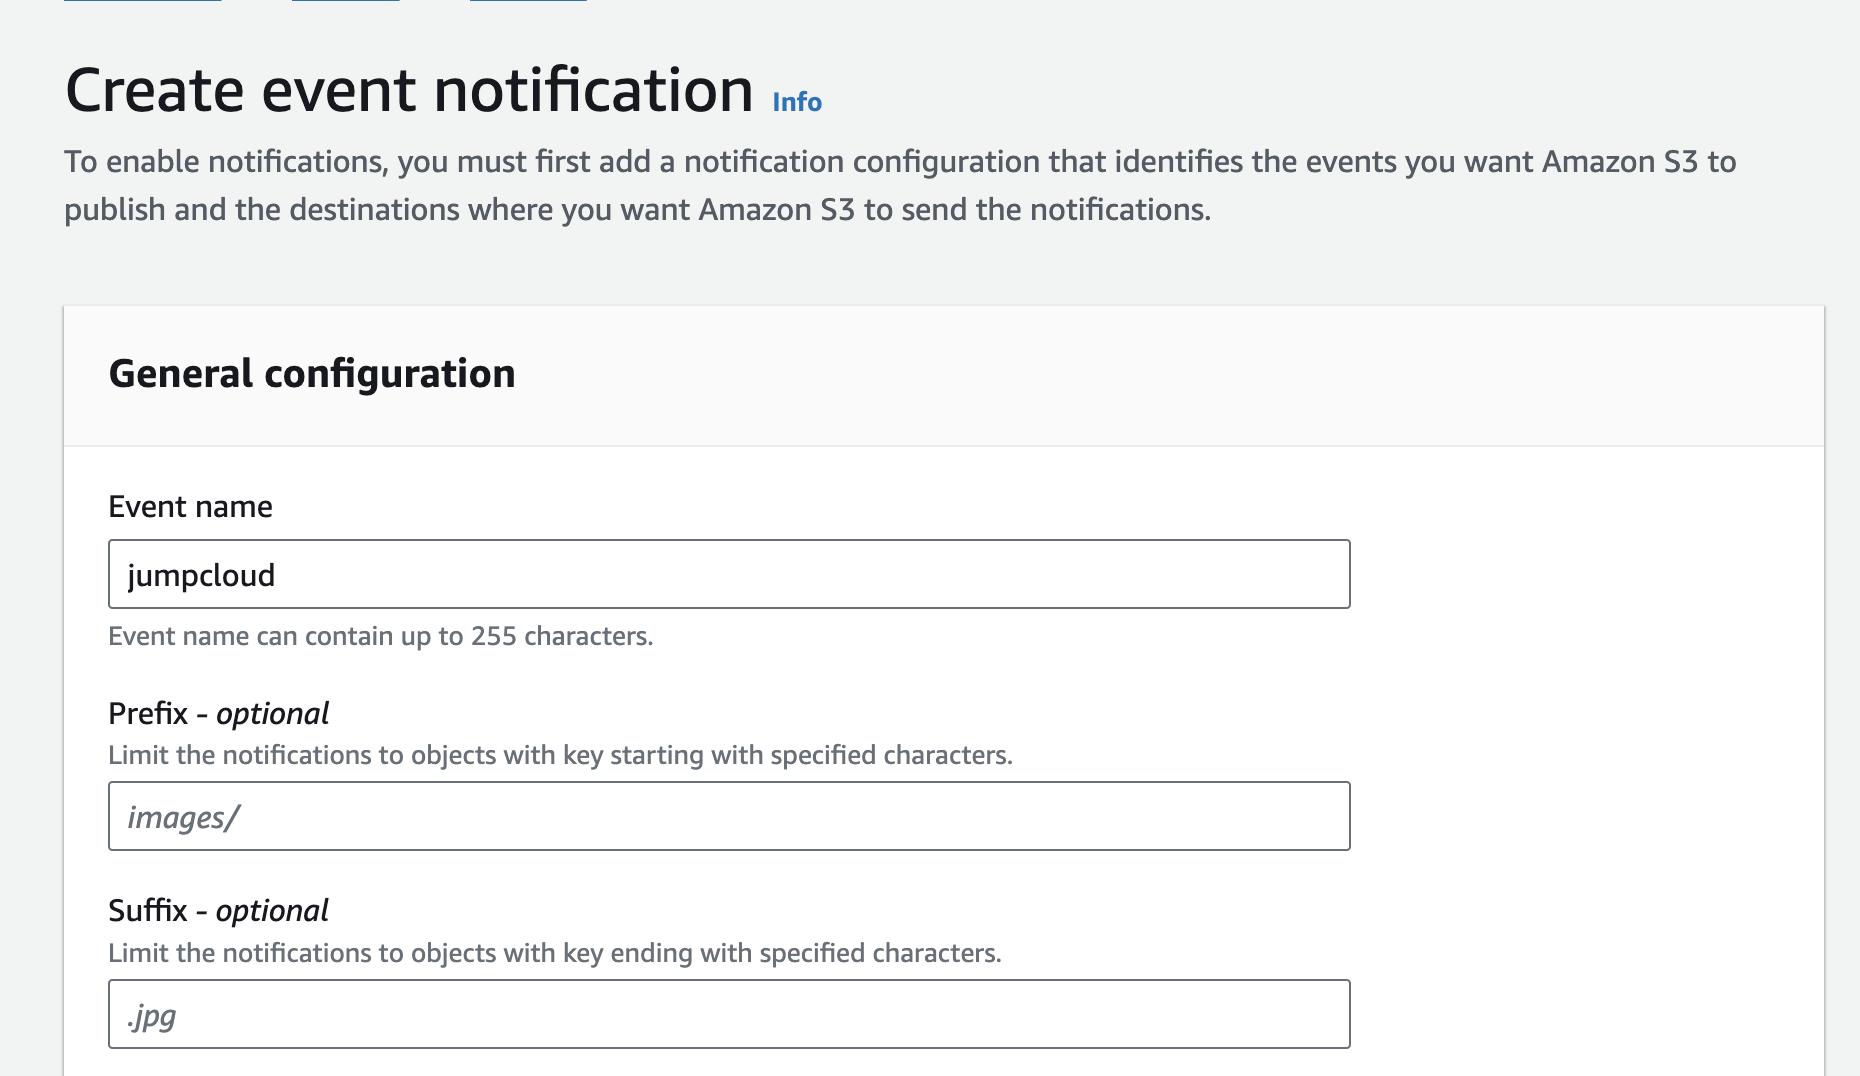 Create event notification Info
To enable notifications, you must first add a notification configuration that identifies the events you want Amazon S3 to
publish and the destinations where you want Amazon S3 to send the notifications.
General configuration
Event name
jumpcloud
Event name can contain up to 255 characters.
Prefix - optional
Limit the notifications to objects with key starting with specified characters.
images/
Suffix - optional
Limit the notifications to objects with key ending with specified characters.
.jpg